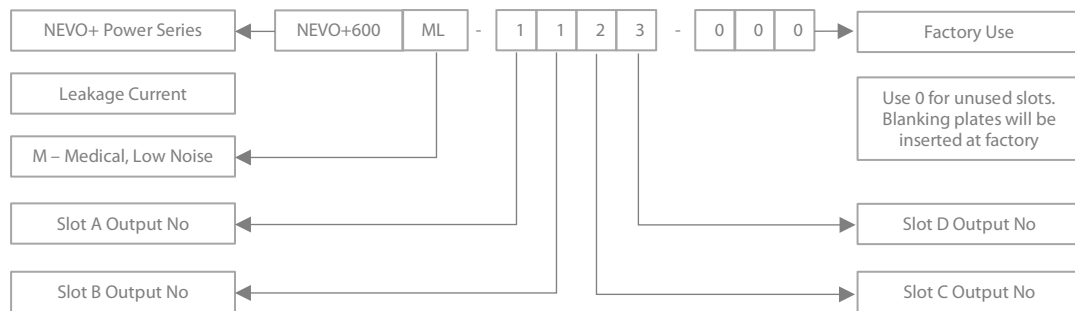 NEVO+ Power Series
NEVO+600 ML - 1 1 2 3 - 0 0 0
Factory Use
Leakage Current
Use 0 for unused slots.
Blanking plates will be
inserted at factory
M – Medical, Low Noise
Slot A Output No
Slot D Output No
Slot B Output No
Slot C Output No